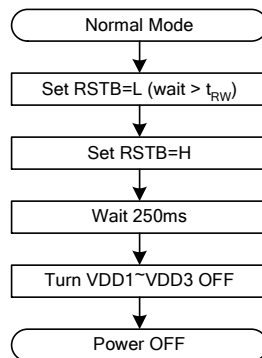 Normal Mode
Set RSTB=L (wait > tRW)
Set RSTB=H
Wait 250ms
Turn VDD1~VDD3 OFF
Power OFF